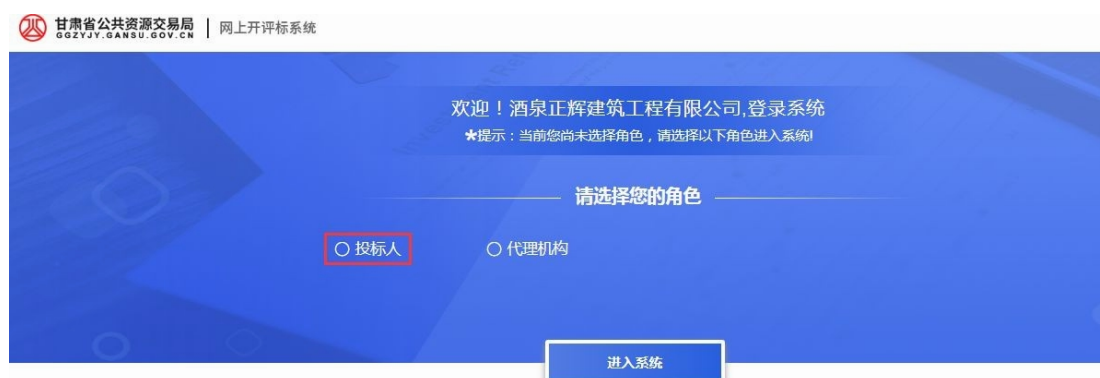 甘肃省公共资源交易局 | 网上开评标系统
GGZYJY.GANSU.GOV.CN
欢迎！酒泉正辉建筑工程有限公司,登录系统
*提示：当前您尚未选择角色，请选择以下角色进入系统!
请选择您的角色
投标人 代理机构
进入系统